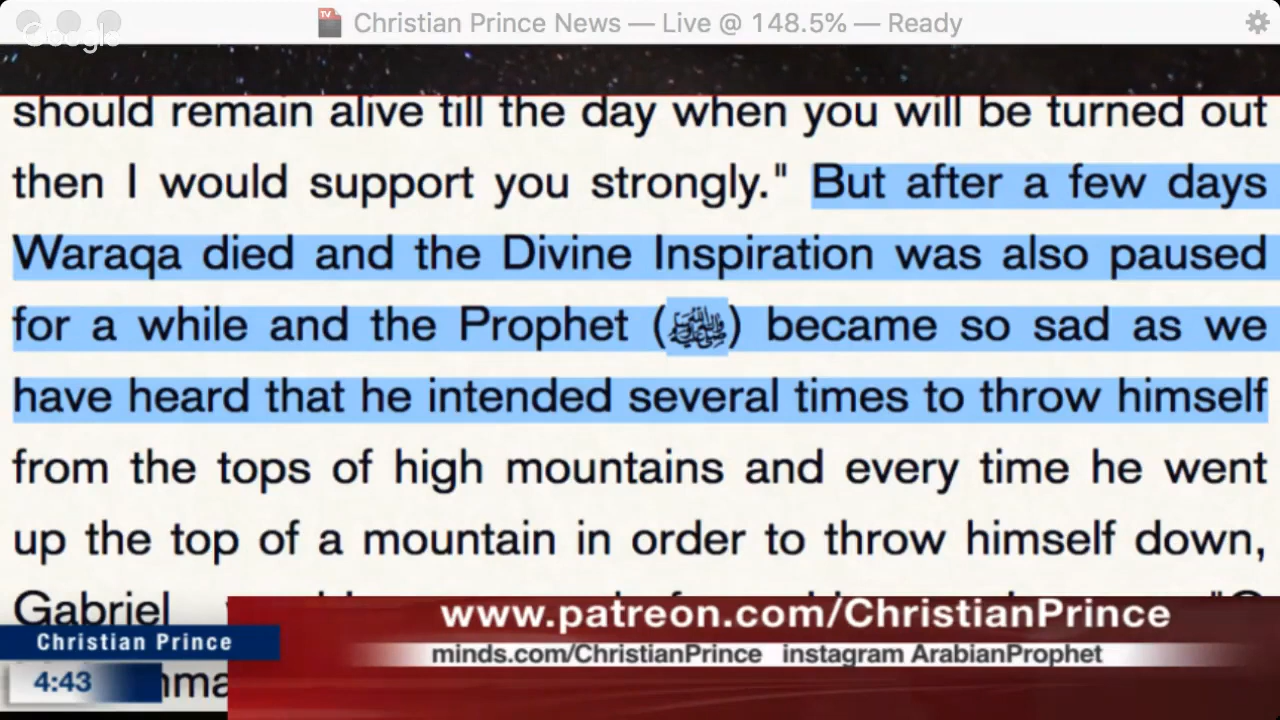 Christian Prince News — Live @ 148.5% — Ready
Google
TV
should remain alive till the day when you will be turned out
then I would support you strongly." But after a few days
Waraqa died and the Divine Inspiration was also paused
for a while and the Prophet (ﷺ) became so sad as we
have heard that he intended several times to throw himself
from the tops of high mountains and every time he went
up the top of a mountain in order to throw himself down,
Gabriel
www.patreon.com/ChristianPrince
Christian Prince
minds.com/ChristianPrince instagram ArabianProphet
4:43